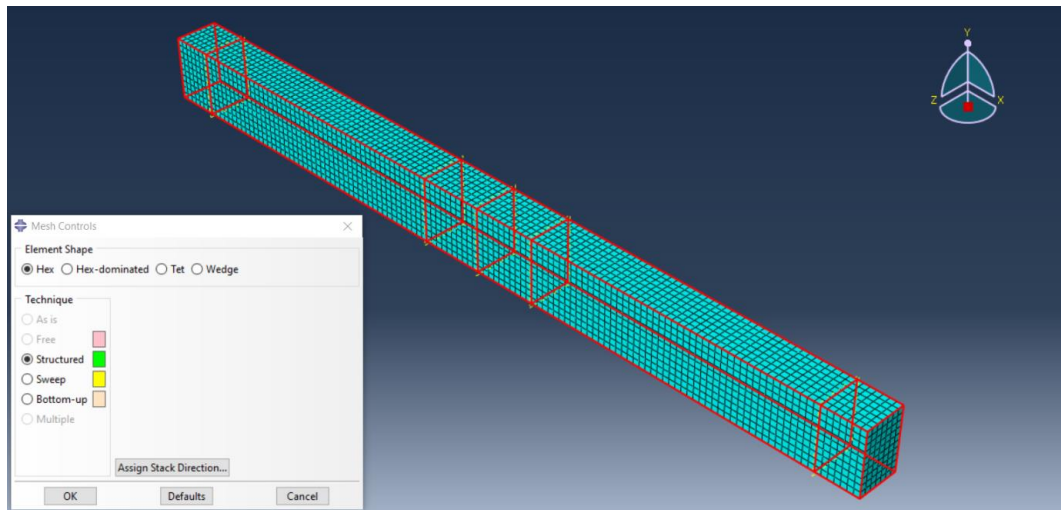 Y
Z
X
Mesh Controls
Element Shape
Hex Hex-dominated Tet Wedge
Technique
As is
Free
Structured
Sweep
Bottom-up
Multiple
Assign Stack Direction...
OK Defaults Cancel